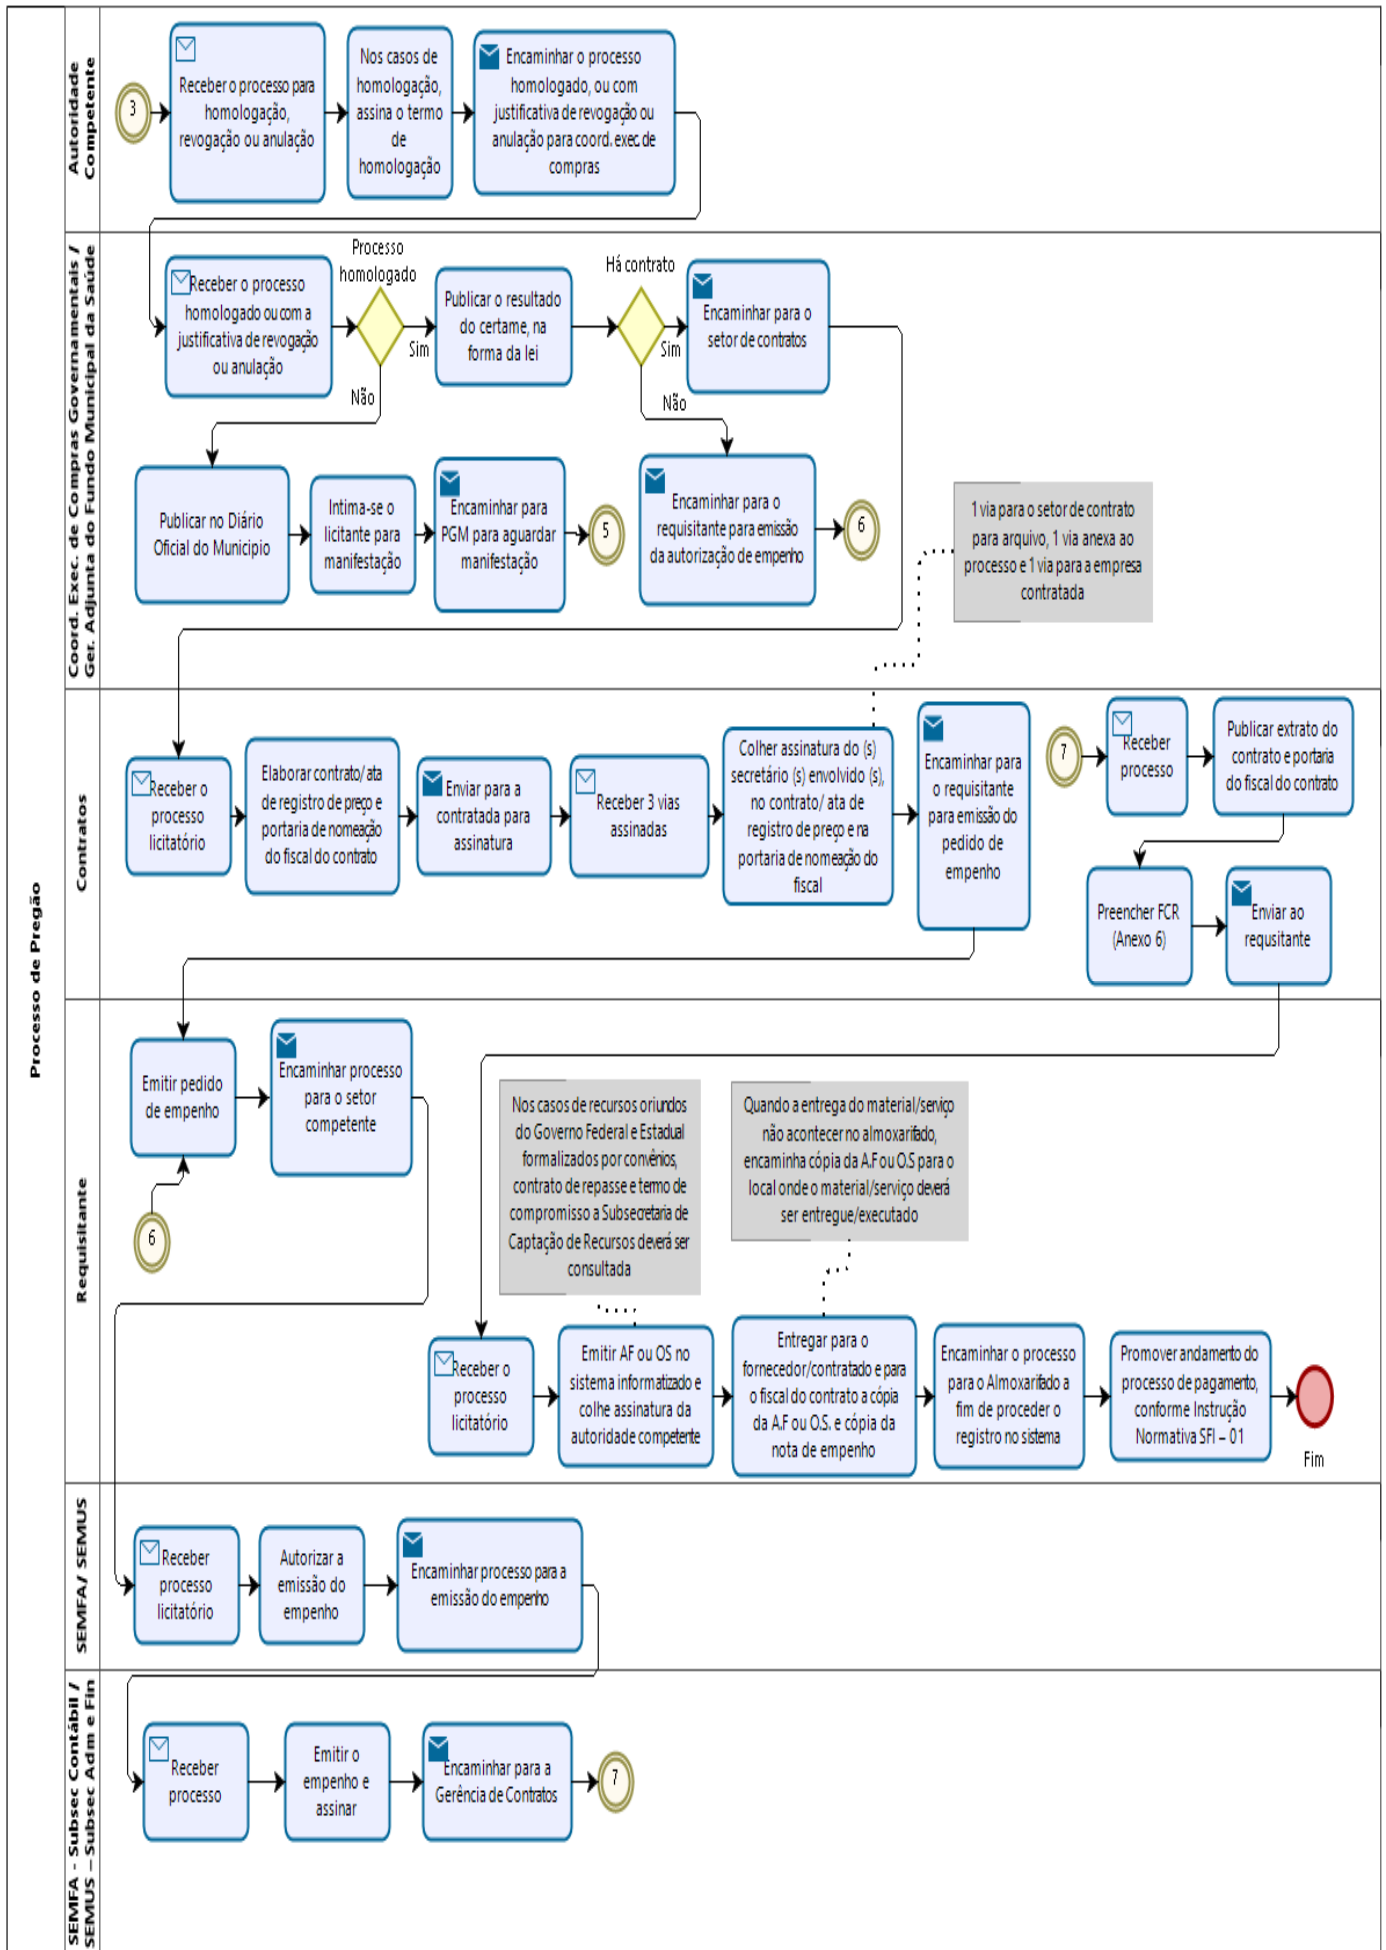 Processo de Pregão
Autoridade
Competente
3
Receber o processo para
homologação,
revogação ou anulação
Nos casos de
homologação,
assina o termo
de
homologação
Encaminhar o processo
homologado, ou com
justificativa de revogação ou
anulação para coord. exec. de
compras
Coord. Exec. de Compras Governamentais /
Ger. Adjunta do Fundo Municipal da Saúde
Receber o processo
homologado ou com a
justificativa de revogação
ou anulação
Processo
homologado
Sim
Não
Publicar o resultado
do certame, na
forma da lei
Há contrato
Sim
Não
Encaminhar para o
setor de contratos
Publicar no Diário
Oficial do Municipio
Intima-se o
licitante para
manifestação
Encaminhar para
PGM para aguardar
manifestação
5
Encaminhar para o
requisitante para emissão
da autorização de empenho
6
1 via para o setor de contrato
para arquivo, 1 via anexa ao
processo e 1 via para a empresa
contratada
Contratos
Receber o
processo
licitatório
Elaborar contrato/ ata
de registro de preço e
portaria de nomeação
do fiscal do contrato
Enviar para a
contratada para
assinatura
Receber 3 vias
assinadas
Colher assinatura do (s)
secretário (s) envolvido (s),
no contrato/ ata de
registro de preço e na
portaria de nomeação do
fiscal
Encaminhar para
o requisitante
para emissão do
pedido de
empenho
7
Receber
processo
Publicar extrato do
contrato e portaria
do fiscal do contrato
Preencher FCR
(Anexo 6)
Enviar ao
requsitante
Requisitante
Emitir pedido
de empenho
Encaminhar processo
para o setor
competente
6
Nos casos de recursos oriundos
do Governo Federal e Estadual
formalizados por convênios,
contrato de repasse e termo de
compromisso a Subsecretaria de
Captação de Recursos deverá ser
consultada
Quando a entrega do material/serviço
não acontecer no almoxarifado,
encaminha cópia da A.F ou O.S para o
local onde o material/serviço deverá
ser entregue/executado
Receber o
processo
licitatório
Emitir AF ou OS no
sistema informatizado e
colhe assinatura da
autoridade competente
Entregar para o
fornecedor/contratado e para
o fiscal do contrato a cópia
da A.F ou O.S. e cópia da
nota de empenho
Encaminhar o processo
para o Almoxarifado a
fim de proceder o
registro no sistema
Promover andamento do
processo de pagamento,
conforme Instrução
Normativa SFI – 01
Fim
SEMFA/ SEMUS
Receber
processo
licitatório
Autorizar a
emissão do
empenho
Encaminhar processo para a
emissão do empenho
SEMFA - Subsec Contábil /
SEMUS – Subsec Adm e Fin
Receber
processo
Emitir o
empenho e
assinar
Encaminhar para a
Gerência de Contratos
7